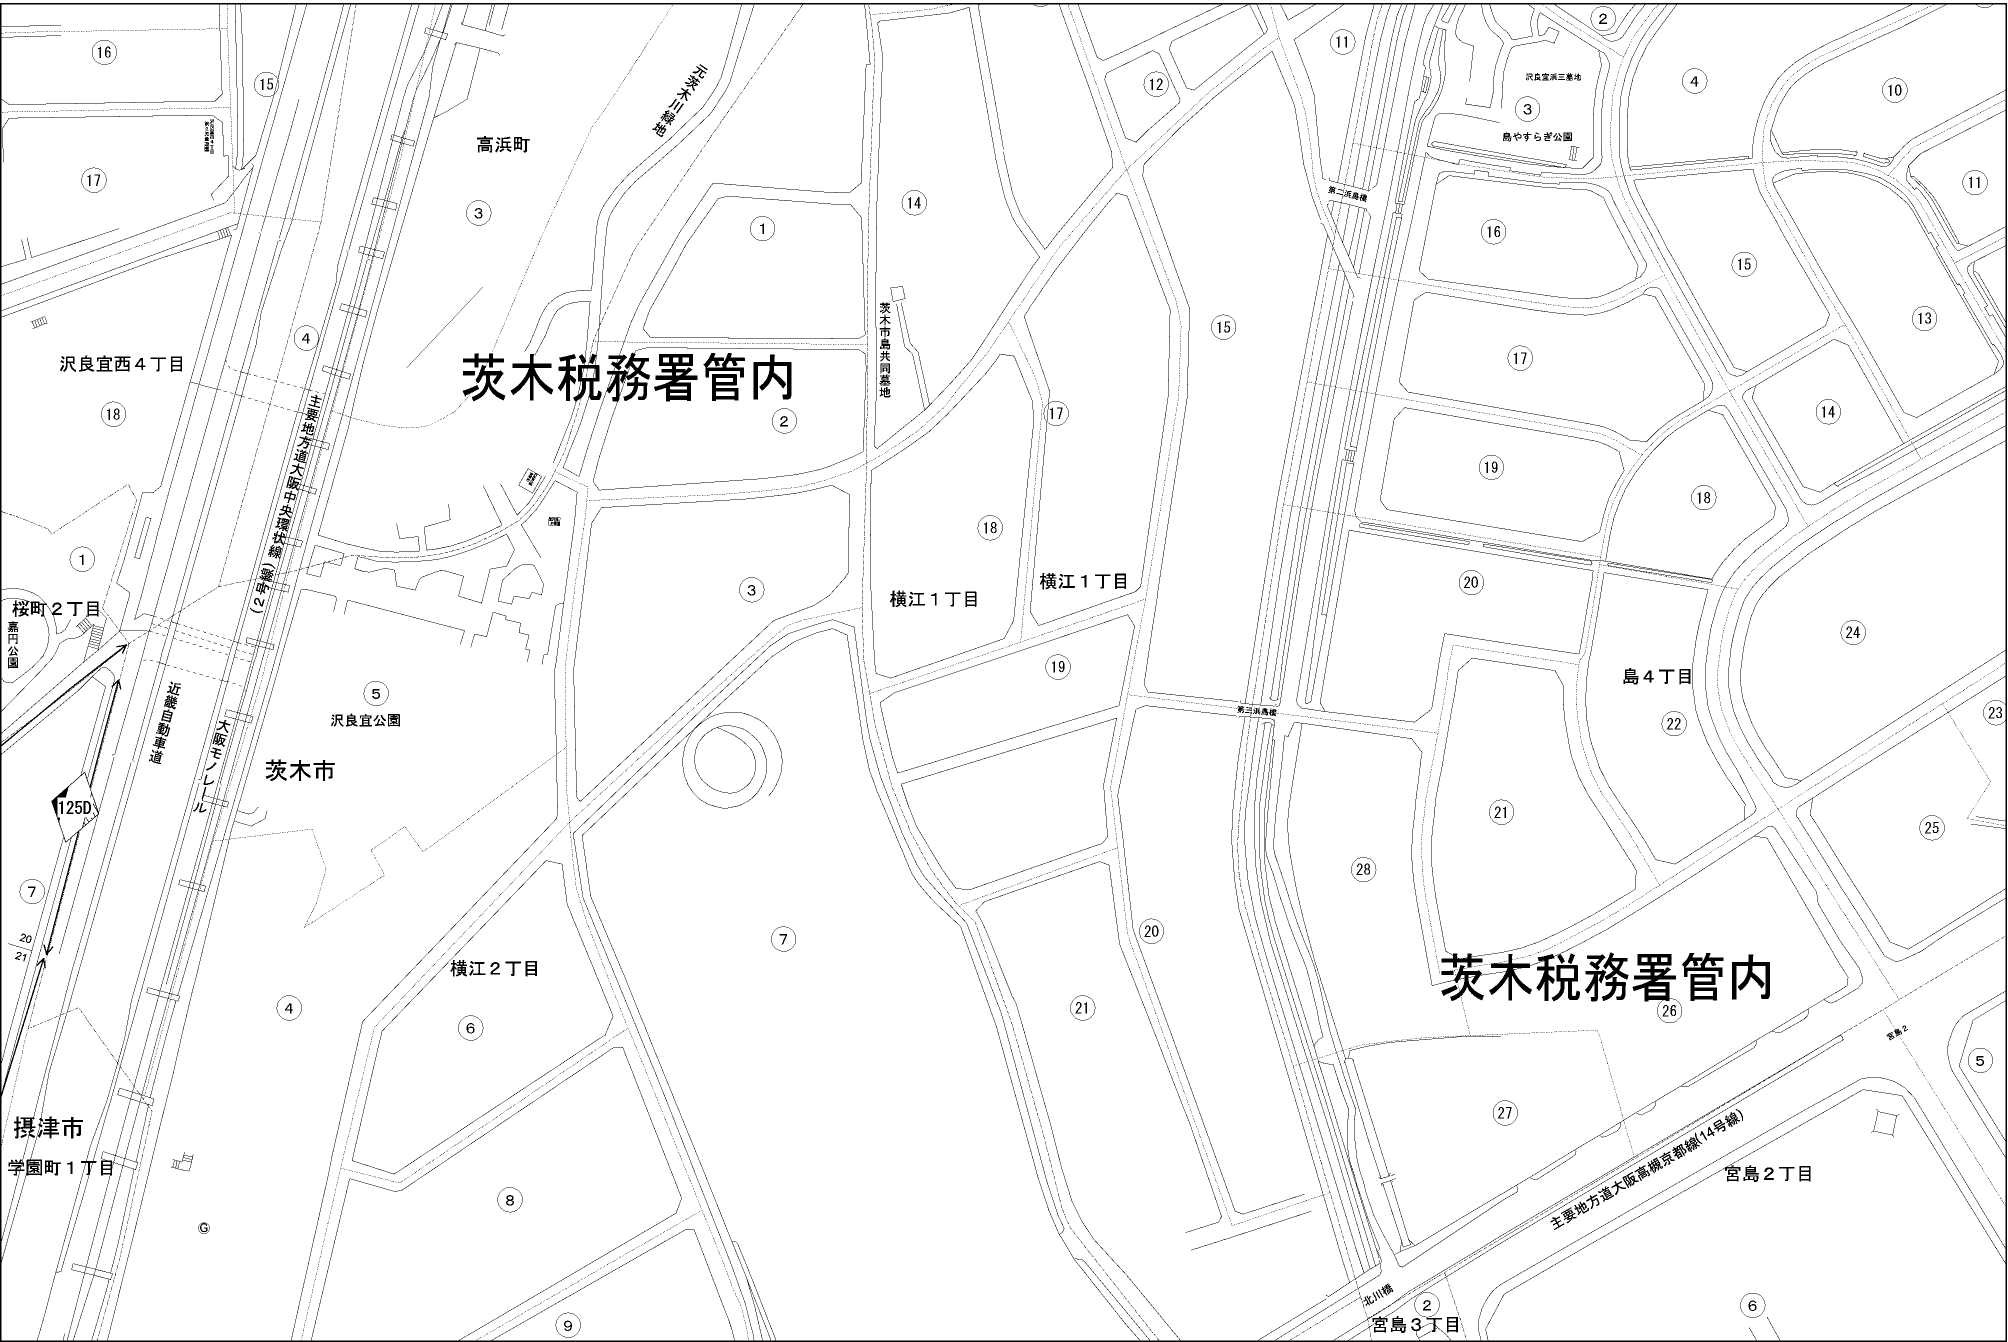 16
15
17
高浜町
3
元茨木川緑地
1
14
12
11
2
沢良宜浜三墓地
3
島やすらぎ公園
4
10
11
第二浜島橋
16
15
13
4
沢良宜西４丁目
18
茨木税務署管内
2
茨木市島共同墓地
15
17
17
14
主要地方道大阪中央環状線
(２号線)
19
18
18
1
桜町２丁目
嘉円公園
3
横江１丁目
横江１丁目
20
24
19
島４丁目
22
23
5
沢良宜公園
近畿自動車道
大阪モノレール
茨木市
第三浜島橋
125D
7
21
25
28
20
21
横江２丁目
7
20
茨木税務署管内
4
6
21
26
宮島２
5
27
摂津市
学園町１丁目
8
主要地方道大阪高槻京都線(14号線)
宮島２丁目
G
北川橋
2
宮島３丁目
6
9